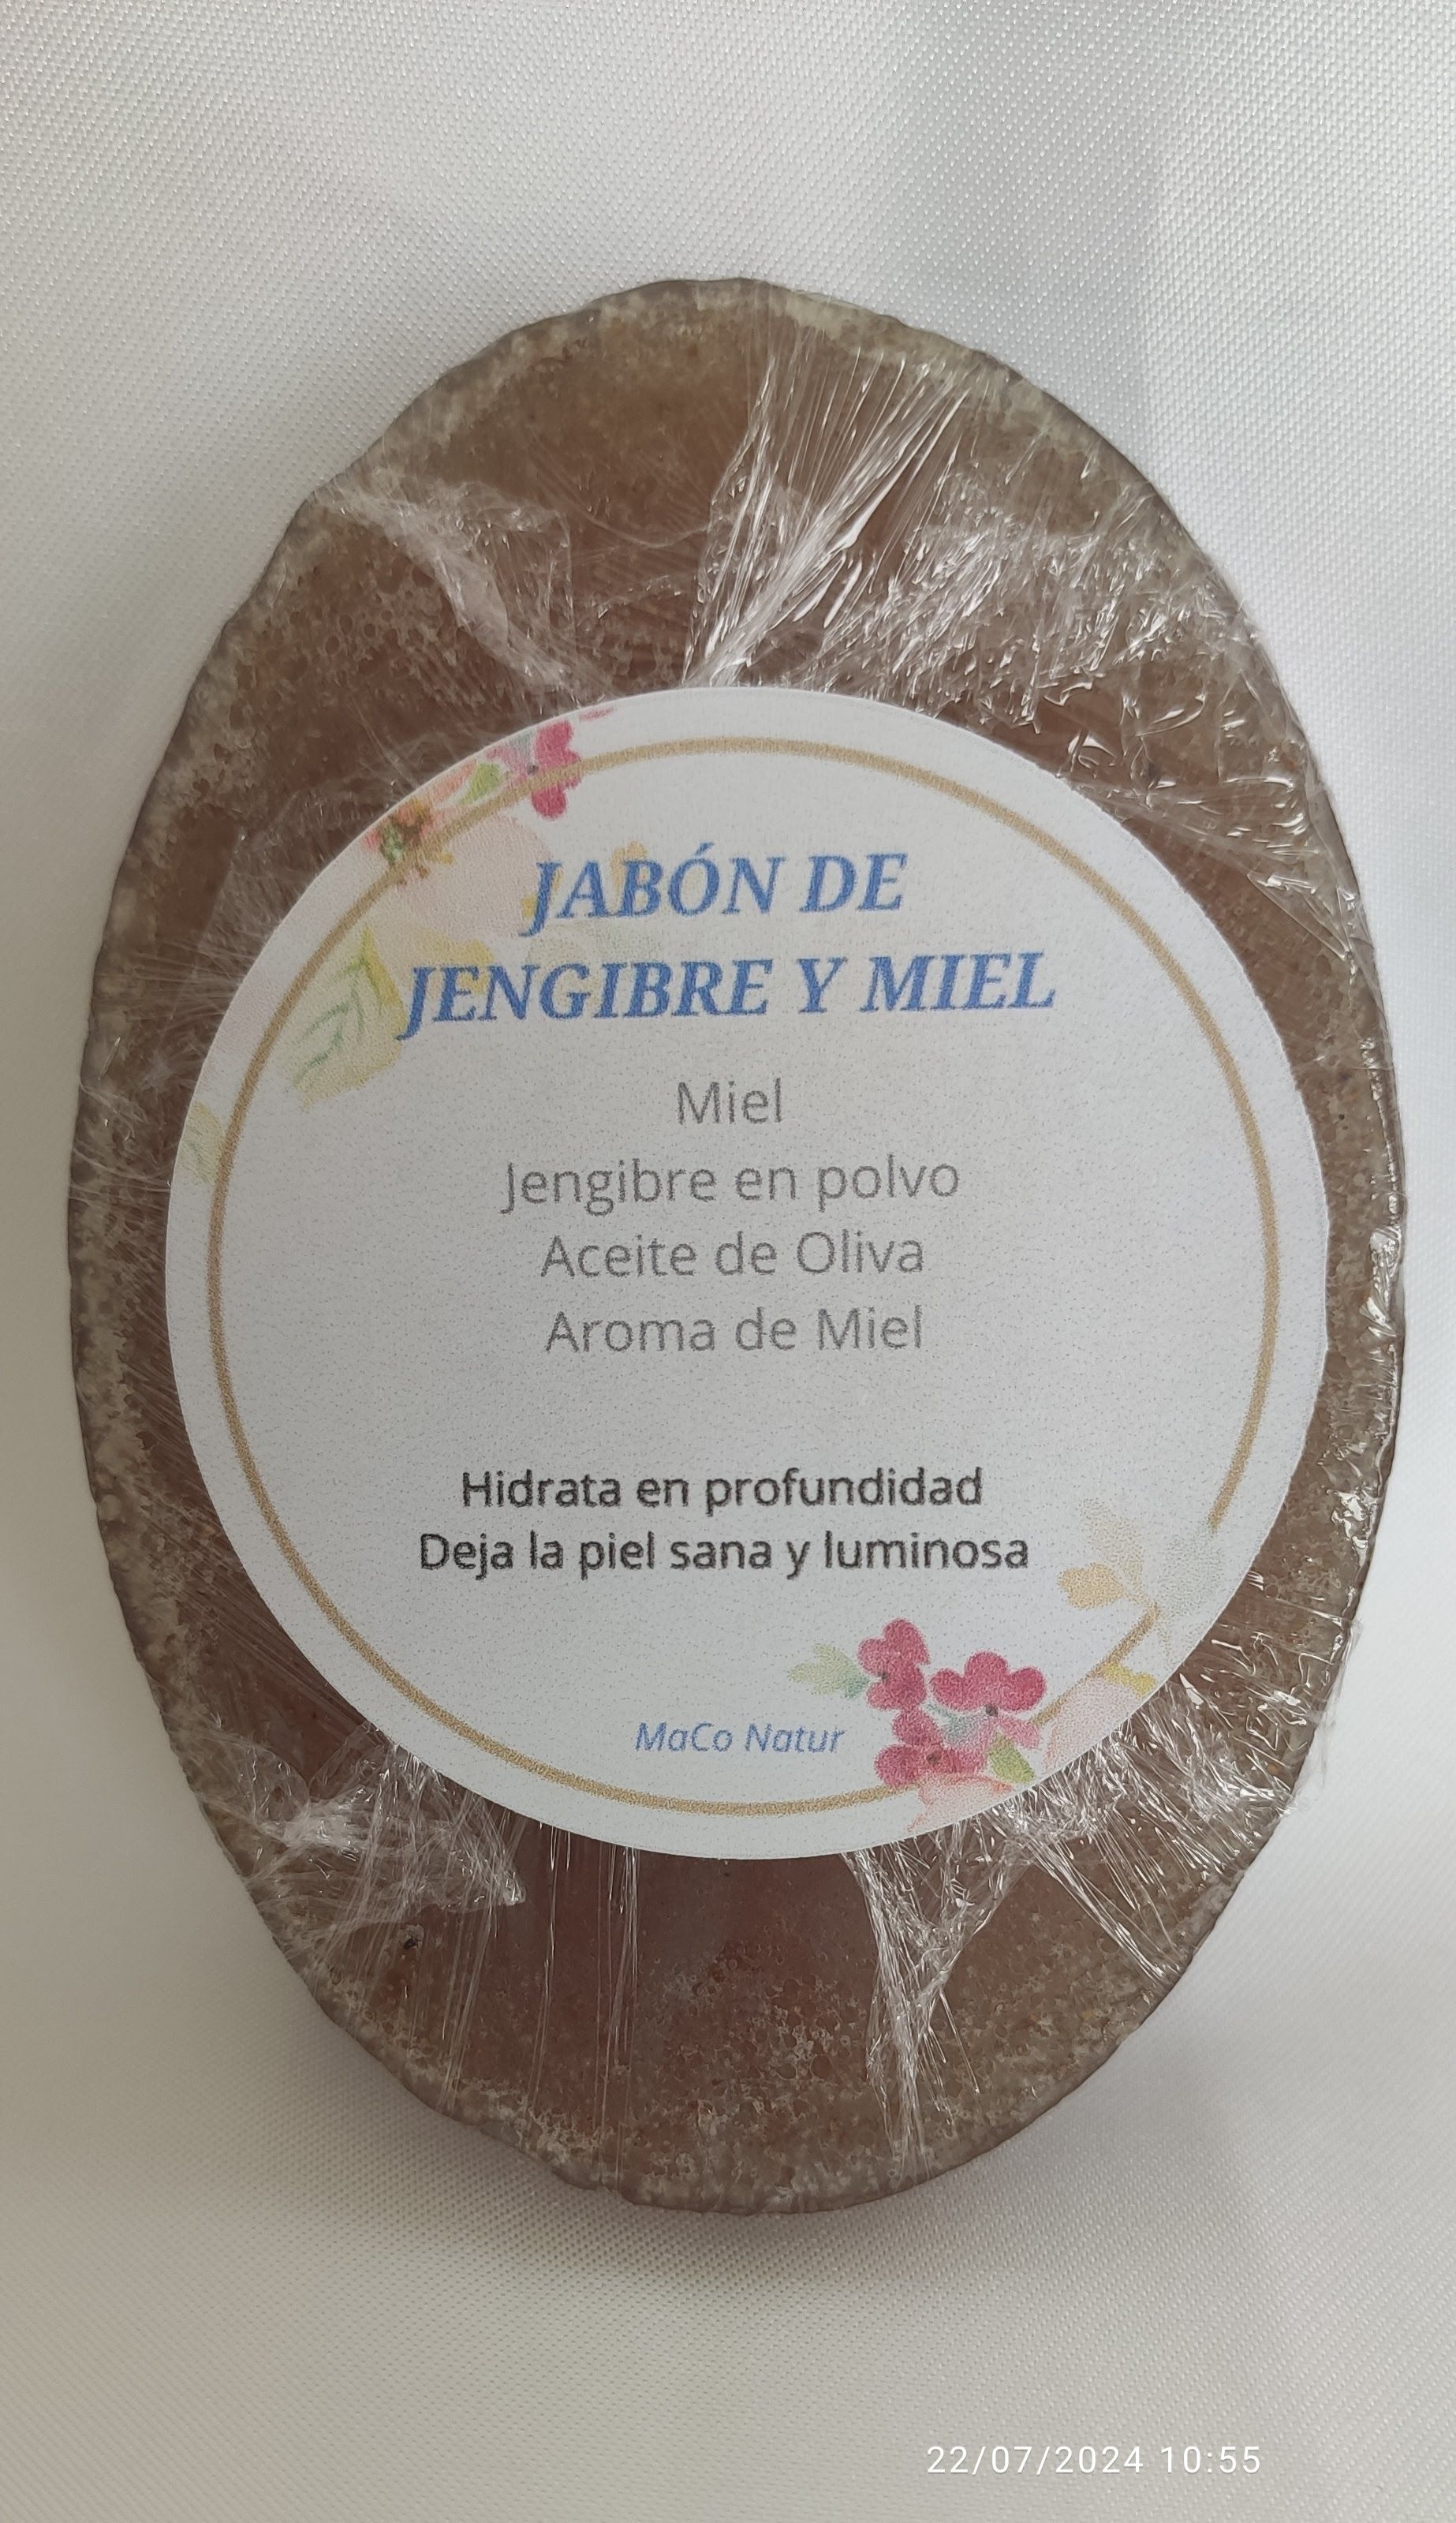 JABÓN DE
JENGIBRE Y MIEL
Miel
Jengibre en polvo
Aceite de Oliva
Aroma de Miel
Hidrata en profundidad
Deja la piel sana y luminosa
MaCo Natur
22/07/2024 10:55